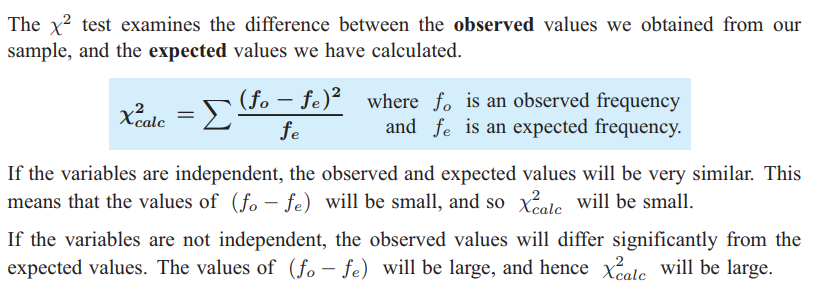 The χ² test examines the difference between the observed values we obtained from our
sample, and the expected values we have calculated.
χ²calc = ∑ (fo − fe)² / fe where fo is an observed frequency
and fe is an expected frequency.
If the variables are independent, the observed and expected values will be very similar. This
means that the values of (fo − fe) will be small, and so χ²calc will be small.
If the variables are not independent, the observed values will differ significantly from the
expected values. The values of (fo − fe) will be large, and hence χ²calc will be large.